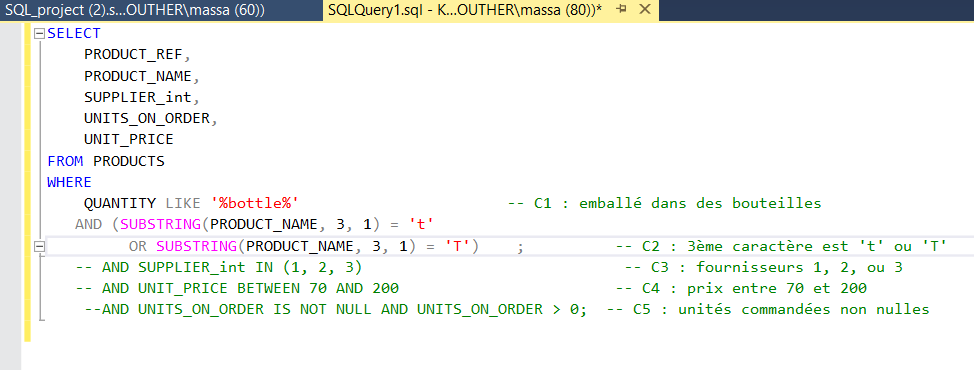 SQL_project (2).s...OUTHER\massa (60)) SQLQuery1.sql - K...OUTHER\massa (80))*
SELECT
PRODUCT_REF,
PRODUCT_NAME,
SUPPLIER_int,
UNITS_ON_ORDER,
UNIT_PRICE
FROM PRODUCTS
WHERE
QUANTITY LIKE '%bottle%' -- C1 : emballé dans des bouteilles
AND (SUBSTRING(PRODUCT_NAME, 3, 1) = 't'
OR SUBSTRING(PRODUCT_NAME, 3, 1) = 'T') ; -- C2 : 3ème caractère est 't' ou 'T'
-- AND SUPPLIER_int IN (1, 2, 3) -- C3 : fournisseurs 1, 2, ou 3
-- AND UNIT_PRICE BETWEEN 70 AND 200 -- C4 : prix entre 70 et 200
--AND UNITS_ON_ORDER IS NOT NULL AND UNITS_ON_ORDER > 0; -- C5 : unités commandées non nulles